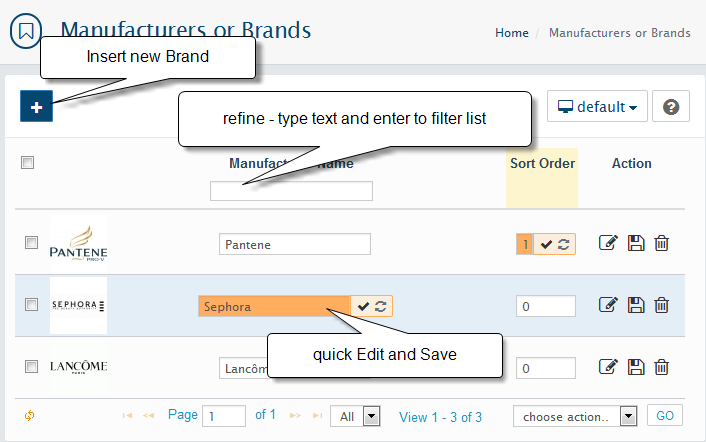 Manufacturers or Brands
Home / Manufacturers or Brands
Insert new Brand
+
default
?
refine - type text and enter to filter list
Manufact Name
Sort Order
Action
PANTENE
PRO-V
Pantene
1
SEPHORA
Sephora
0
quick Edit and Save
LANCÔME
PARIS
Lancôm
0
Page 1 of 1
All
View 1 - 3 of 3
choose action..
GO